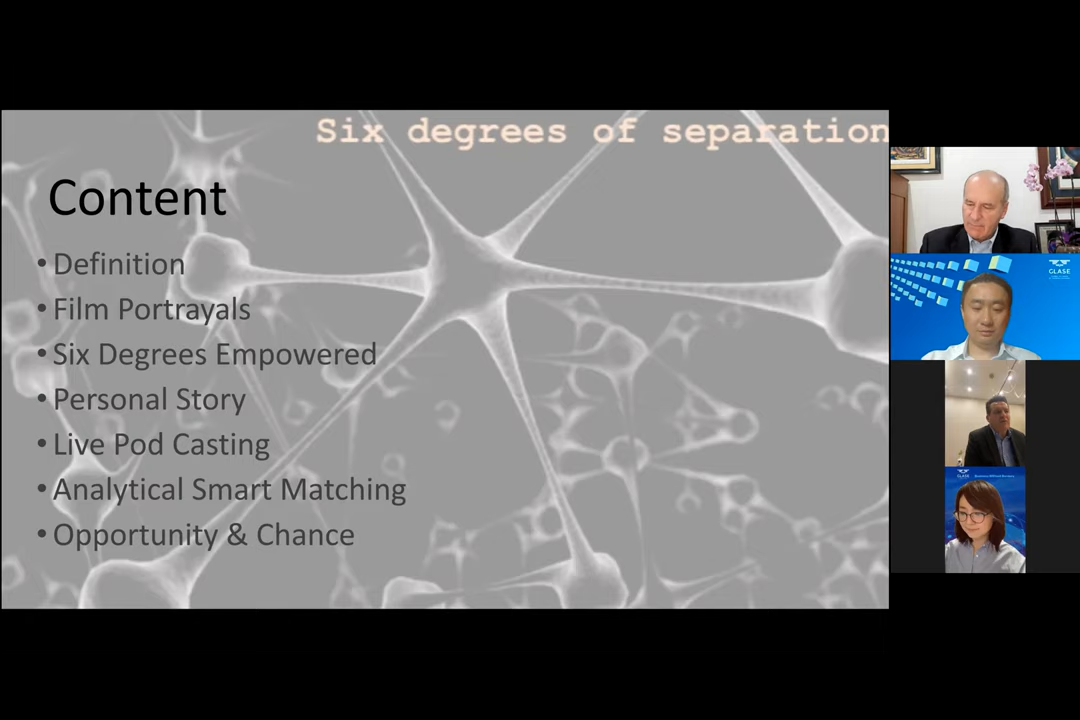 Six degrees of separation
Content
• Definition
• Film Portrayals
• Six Degrees Empowered
• Personal Story
• Live Pod Casting
• Analytical Smart Matching
• Opportunity & Chance
GLASE
GLASE